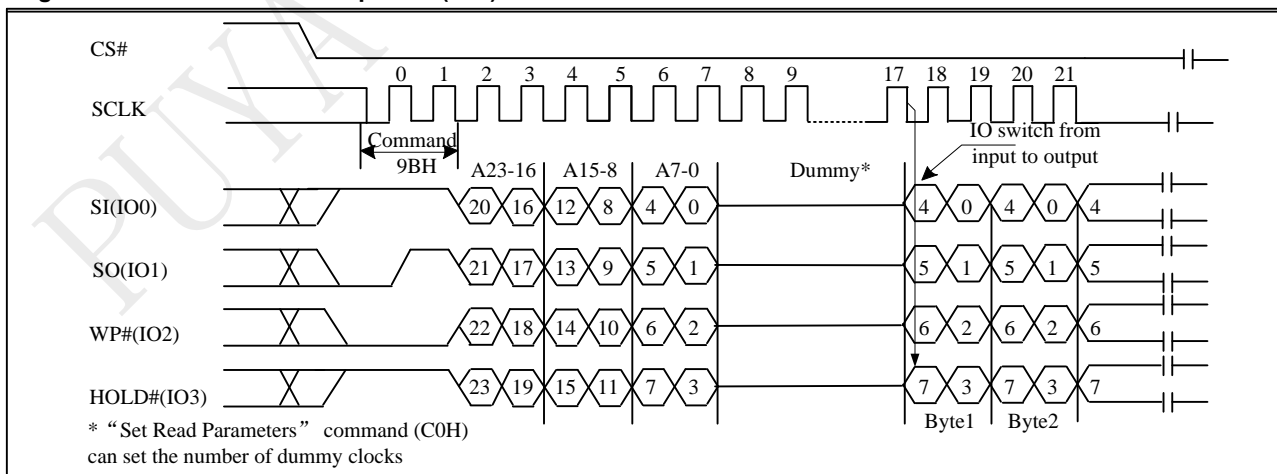 PUYA
CS#
0 1 2 3 4 5 6 7 8 9 17 18 19 20 21
SCLK
Command
9BH
IO switch from
input to output
A23-16 A15-8 A7-0 Dummy*
SI(IO0) 20 16 12 8 4 0 4 0 4 0 4
SO(IO1) 21 17 13 9 5 1 5 1 5 1 5
WP#(IO2) 22 18 14 10 6 2 6 2 6 2 6
HOLD#(IO3) 23 19 15 11 7 3 7 3 7 3 7
Byte1 Byte2
* “Set Read Parameters” command (C0H)
can set the number of dummy clocks